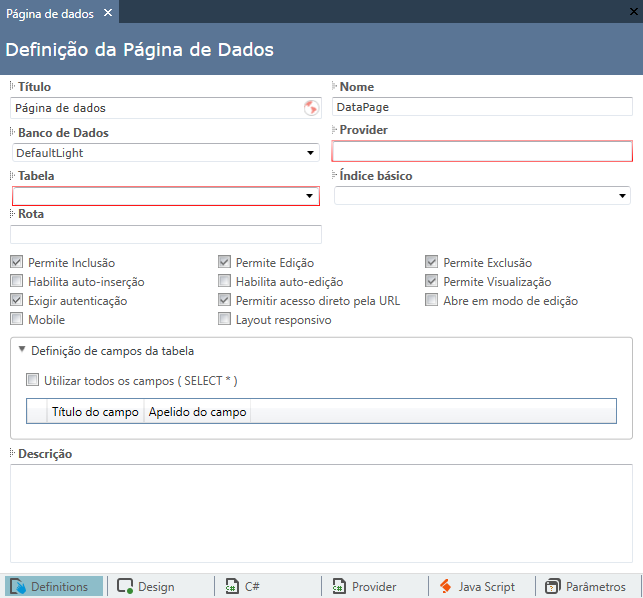 Página de dados
Definição da Página de Dados
Título
Nome
Página de dados
DataPage
Banco de Dados
Provider
DefaultLight
Tabela
Índice básico
Rota
Permite Inclusão
Permite Edição
Permite Exclusão
Habilita auto-inserção
Habilita auto-edição
Permite Visualização
Exigir autenticação
Permitir acesso direto pela URL
Abre em modo de edição
Mobile
Layout responsivo
Definição de campos da tabela
Utilizar todos os campos ( SELECT * )
Título do campo
Apelido do campo
Descrição
Definitions
Design
C#
Provider
Java Script
Parâmetros